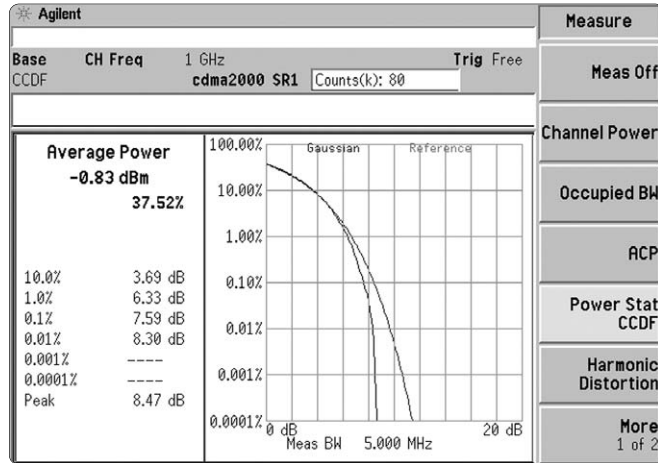 Agilent
Measure
Base CH Freq 1 GHz Trig Free
CCDF cdma2000 SR1 Counts(k): 80
Meas Off
Channel Power
Occupied BW
ACP
Power Stat
CCDF
Harmonic
Distortion
More
1 of 2
Average Power
-0.83 dBm
37.52%
10.0% 3.69 dB
1.0% 6.33 dB
0.1% 7.59 dB
0.01% 8.30 dB
0.001% ----
0.0001% ----
Peak 8.47 dB
Gaussian Reference
100.00%
10.00%
1.00%
0.10%
0.01%
0.001%
0.0001%
0 dB 20 dB
Meas BW 5.000 MHz